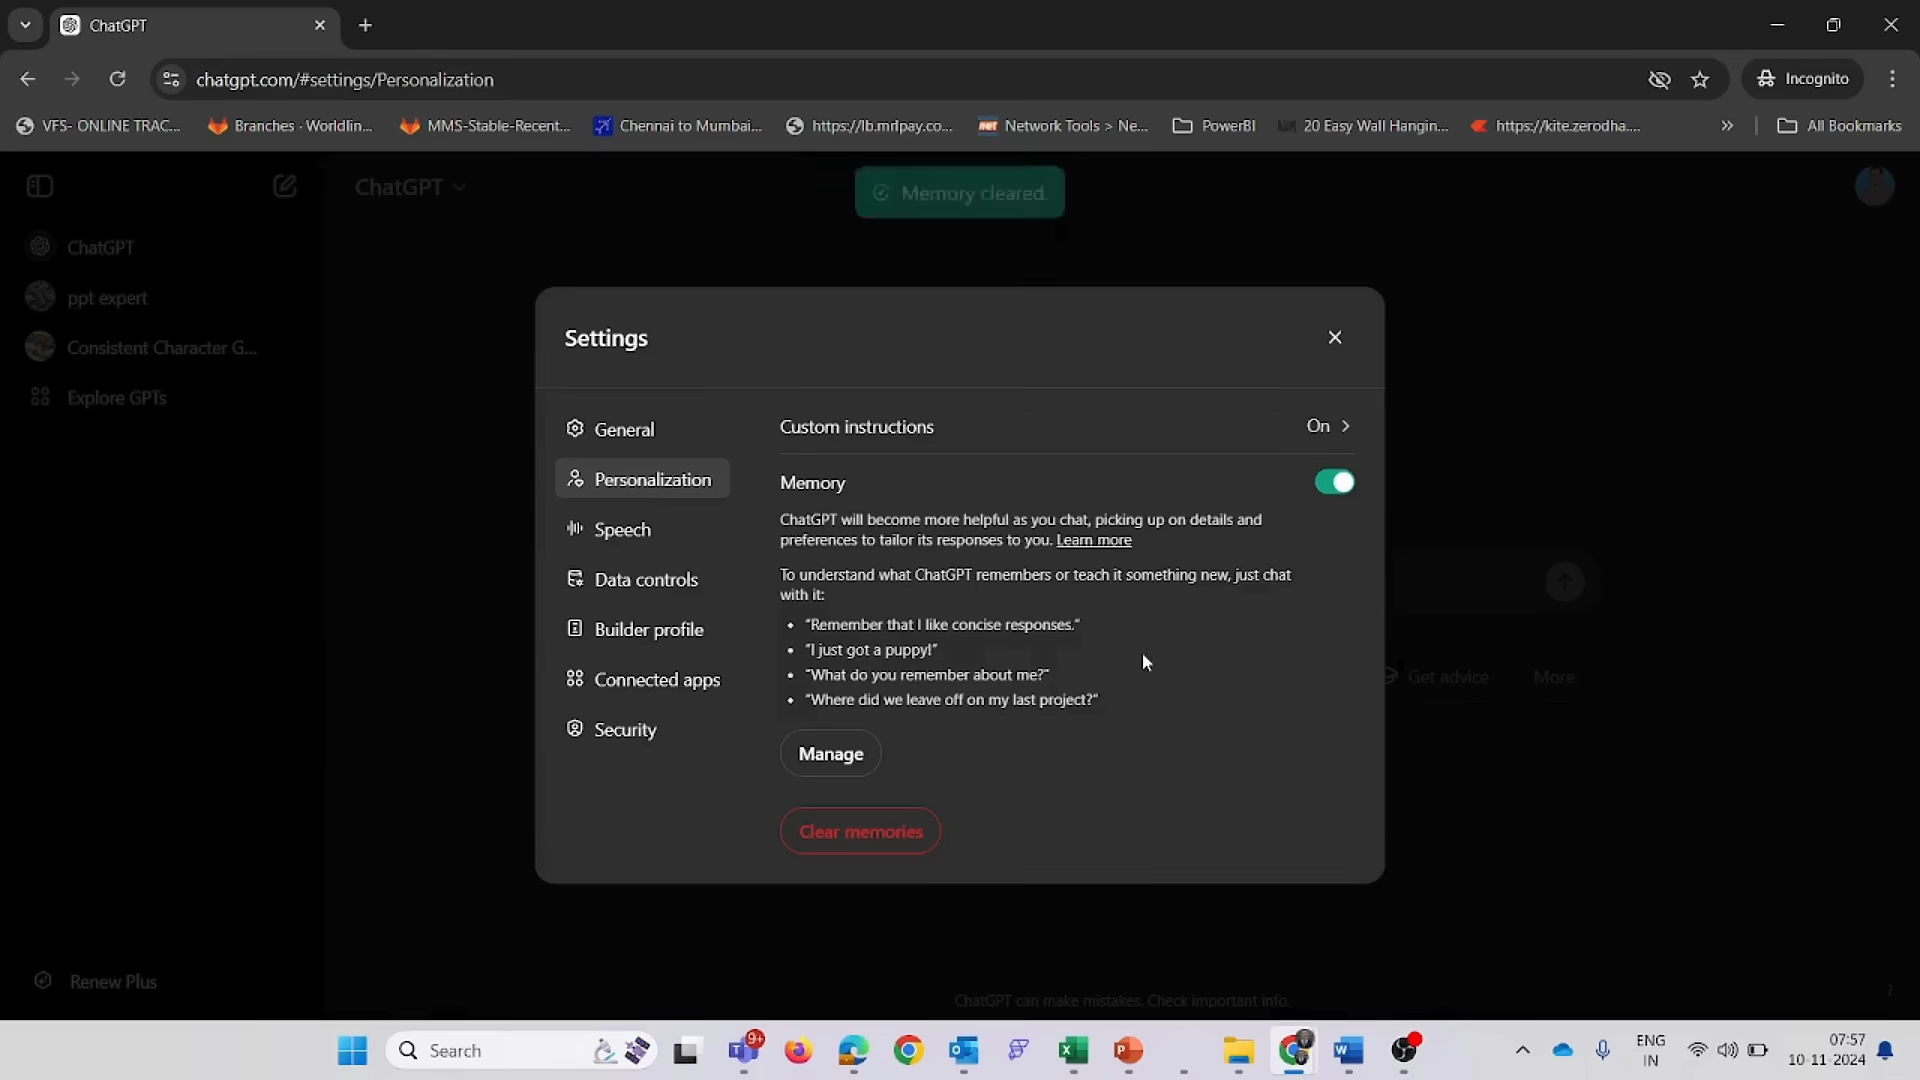 ChatGPT
chatgpt.com/#settings/Personalization
Incognito
VFS- ONLINE TRAC...
Branches · Worldlin...
MMS-Stable-Recent...
Chennai to Mumbai...
https://lb.mrlpay.co...
Network Tools > Ne...
PowerBI
20 Easy Wall Hangin...
https://kite.zerodha....
All Bookmarks
ChatGPT
Memory cleared.
ChatGPT
ppt expert
Consistent Character G...
Explore GPTs
Settings
General
Personalization
Speech
Data controls
Builder profile
Connected apps
Security
Custom instructions
On
Memory
ChatGPT will become more helpful as you chat, picking up on details and
preferences to tailor its responses to you. Learn more
To understand what ChatGPT remembers or teach it something new, just chat
with it:
• “Remember that I like concise responses.”
• “I just got a puppy!”
• “What do you remember about me?”
• “Where did we leave off on my last project?”
Manage
Clear memories
Get advice
More
Renew Plus
ChatGPT can make mistakes. Check important info.
Search
9+
ENG
IN
07:57
10-11-2024